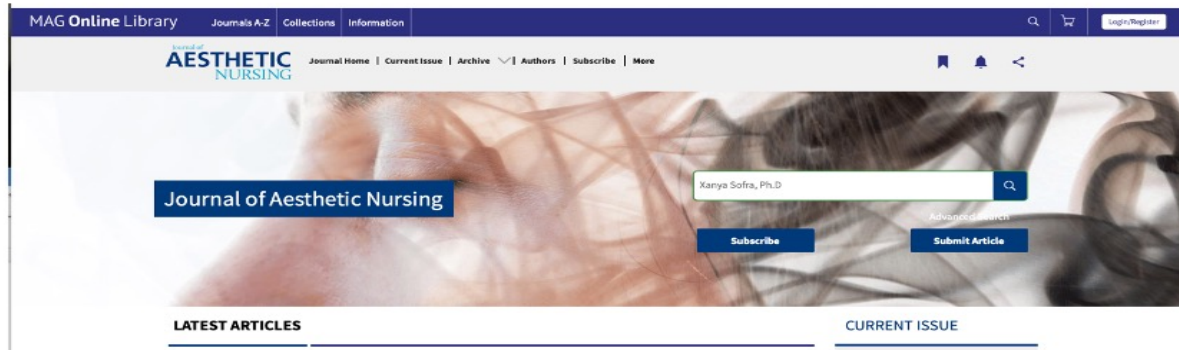 MAG Online Library Journals A-Z Collections Information Login/Register
Journal of
AESTHETIC
NURSING
Journal Home | Current Issue | Archive | Authors | Subscribe | More
Xanya Sofra, Ph.D
Journal of Aesthetic Nursing
Advanced Search
Subscribe Submit Article
LATEST ARTICLES CURRENT ISSUE